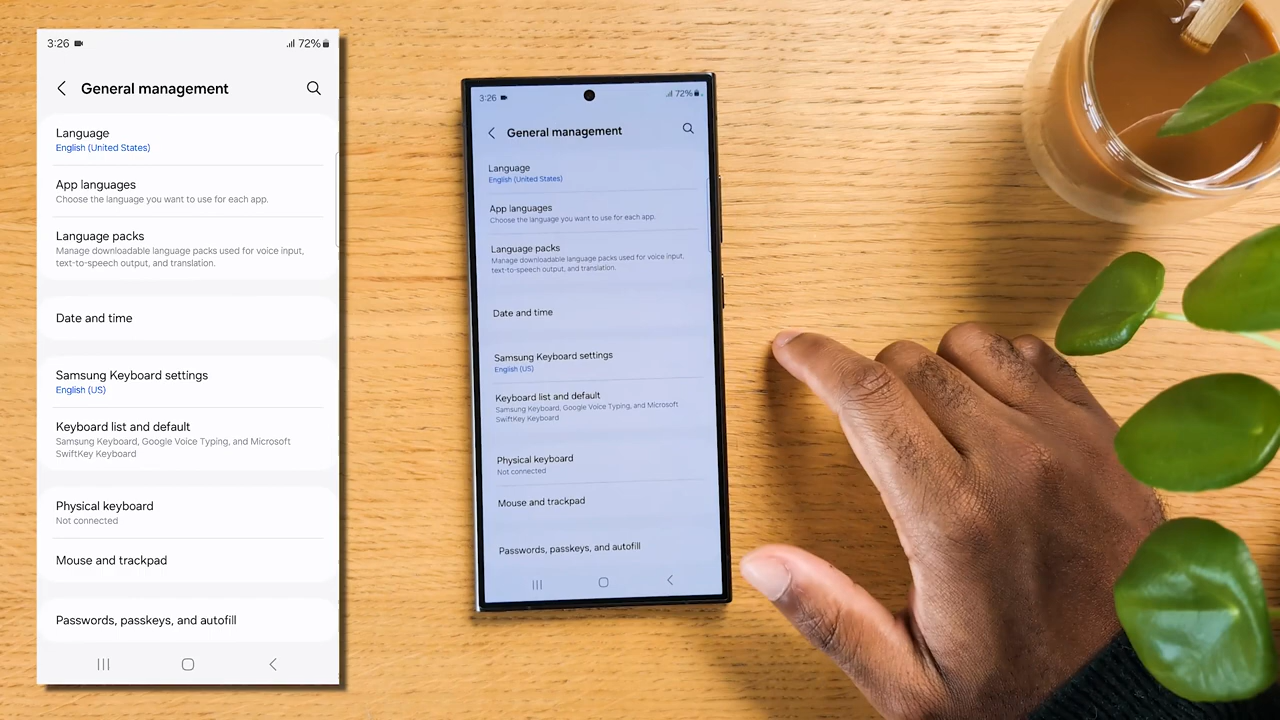 3:26
72%
General management
Language
English (United States)
App languages
Choose the language you want to use for each app.
Language packs
Manage downloadable language packs used for voice input,
text-to-speech output, and translation.
Date and time
Samsung Keyboard settings
English (US)
Keyboard list and default
Samsung Keyboard, Google Voice Typing, and Microsoft
SwiftKey Keyboard
Physical keyboard
Not connected
Mouse and trackpad
Passwords, passkeys, and autofill
3:26
72%
General management
Language
English (United States)
App languages
Choose the language you want to use for each app.
Language packs
Manage downloadable language packs used for voice input,
text-to-speech output, and translation.
Date and time
Samsung Keyboard settings
English (US)
Keyboard list and default
Samsung Keyboard, Google Voice Typing, and Microsoft
SwiftKey Keyboard
Physical keyboard
Not connected
Mouse and trackpad
Passwords, passkeys, and autofill